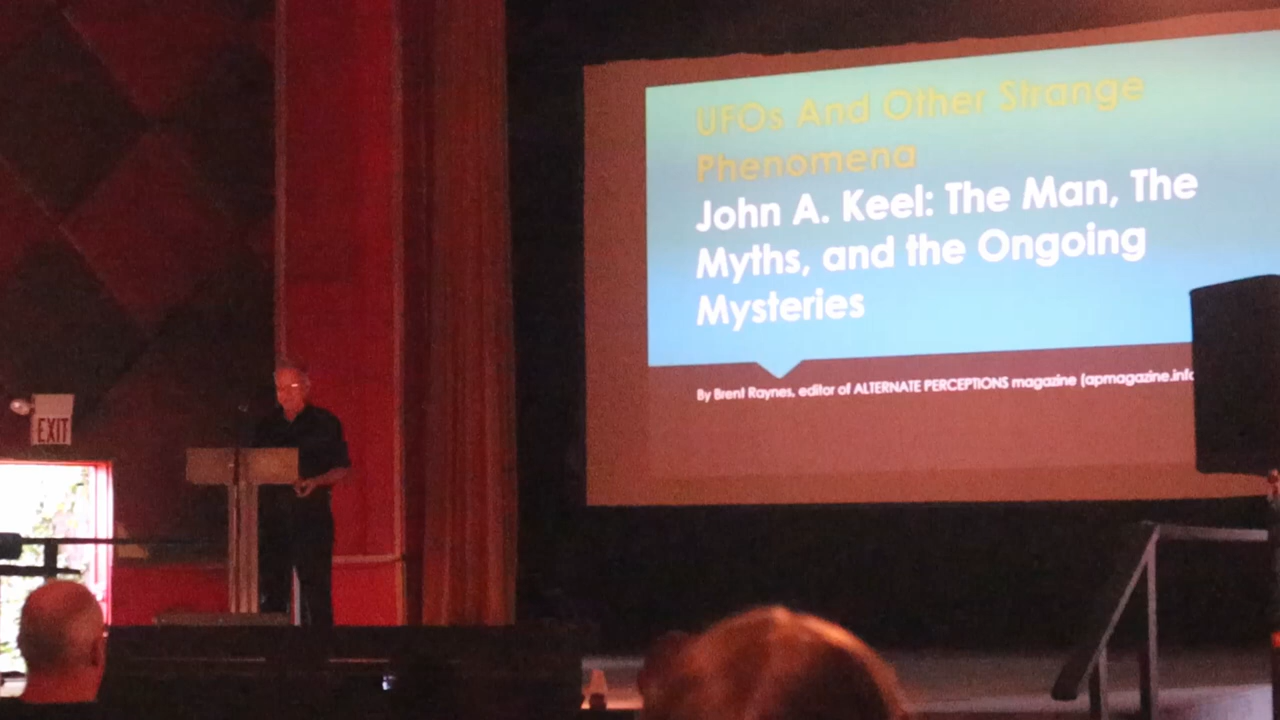 UFOs And Other Strange
Phenomena
John A. Keel: The Man, The
Myths, and the Ongoing
Mysteries
By Brent Raynes, editor of ALTERNATE PERCEPTIONS magazine (apmagazine.info
EXIT